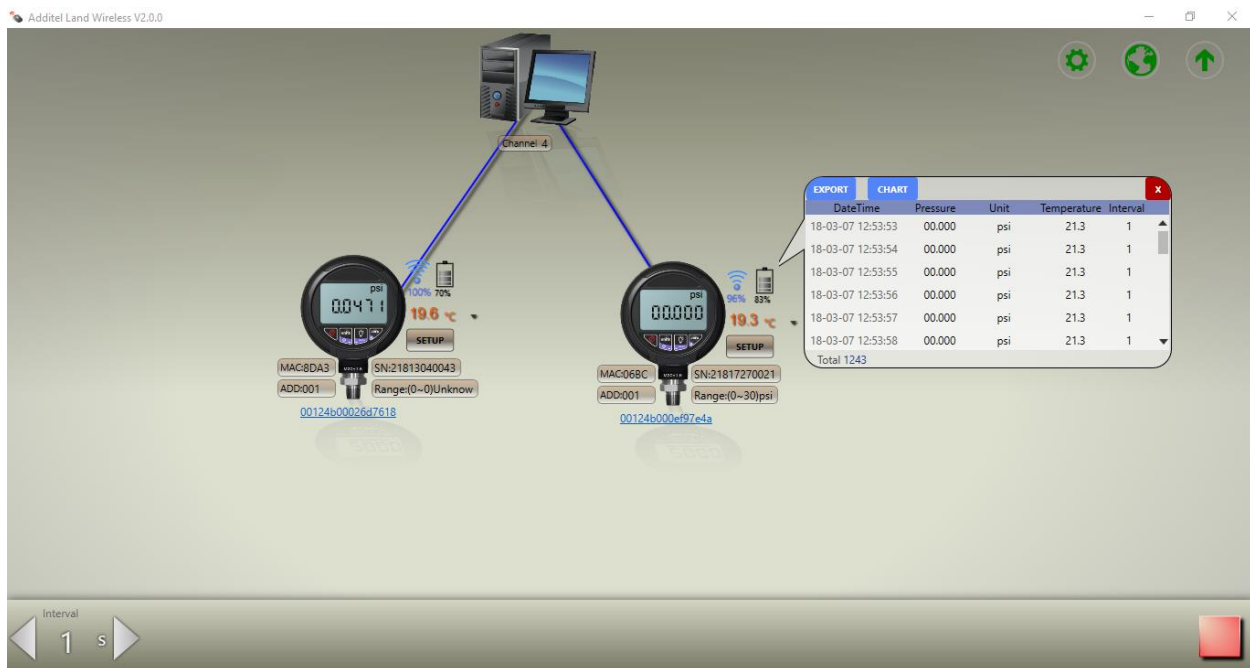 Additel Land Wireless V2.0.0
Channel 4
EXPORT CHART X
DateTime Pressure Unit Temperature Interval
18-03-07 12:53:53 00.000 psi 21.3 1
18-03-07 12:53:54 00.000 psi 21.3 1
18-03-07 12:53:55 00.000 psi 21.3 1
18-03-07 12:53:56 00.000 psi 21.3 1
18-03-07 12:53:57 00.000 psi 21.3 1
18-03-07 12:53:58 00.000 psi 21.3 1
Total 1243
psi
0.0471
100% 70%
19.6 °C
SETUP
MAC:8DA3 SN:21813040043
ADD:001 Range:(0~0)Unknow
00124b00026d7618
psi
00.000
96% 83%
19.3 °C
SETUP
MAC:06BC SN:21817270021
ADD:001 Range:(0~30)psi
00124b000ef97e4a
Interval
1 s